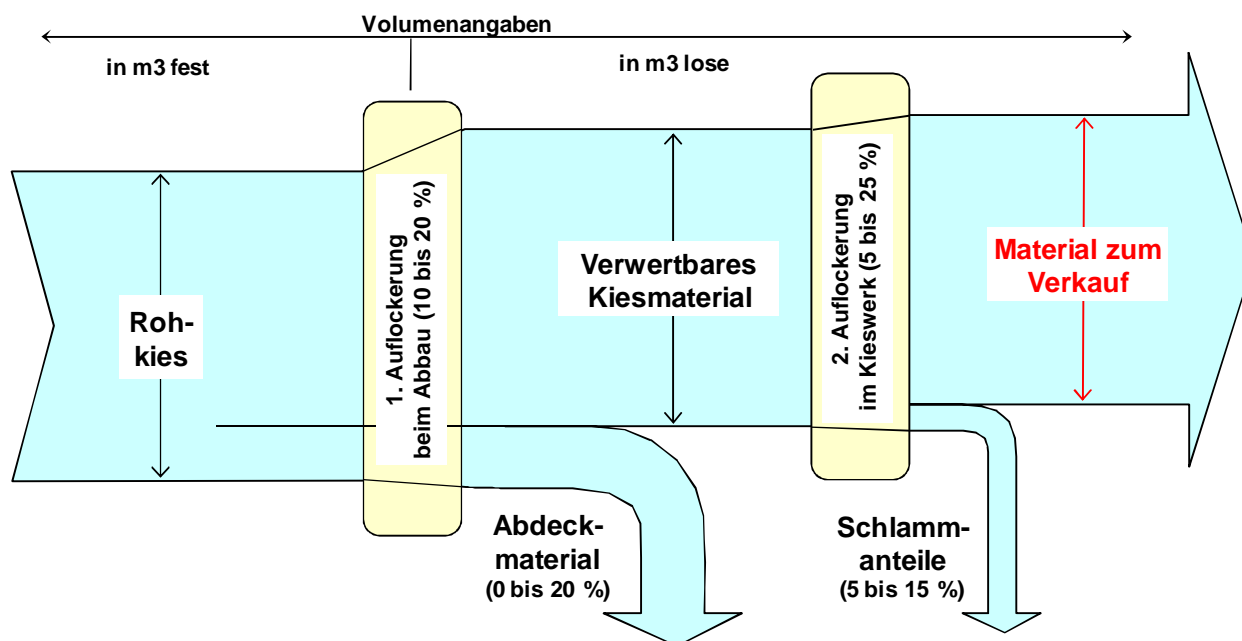 Volumenangaben
in m3 fest
in m3 lose
Roh-
kies
1. Auflockerung
beim Abbau (10 bis 20 %)
Verwertbares
Kiesmaterial
2. Auflockerung
im Kieswerk (5 bis 25 %)
Material zum
Verkauf
Abdeck-
material
(0 bis 20 %)
Schlamm-
anteile
(5 bis 15 %)